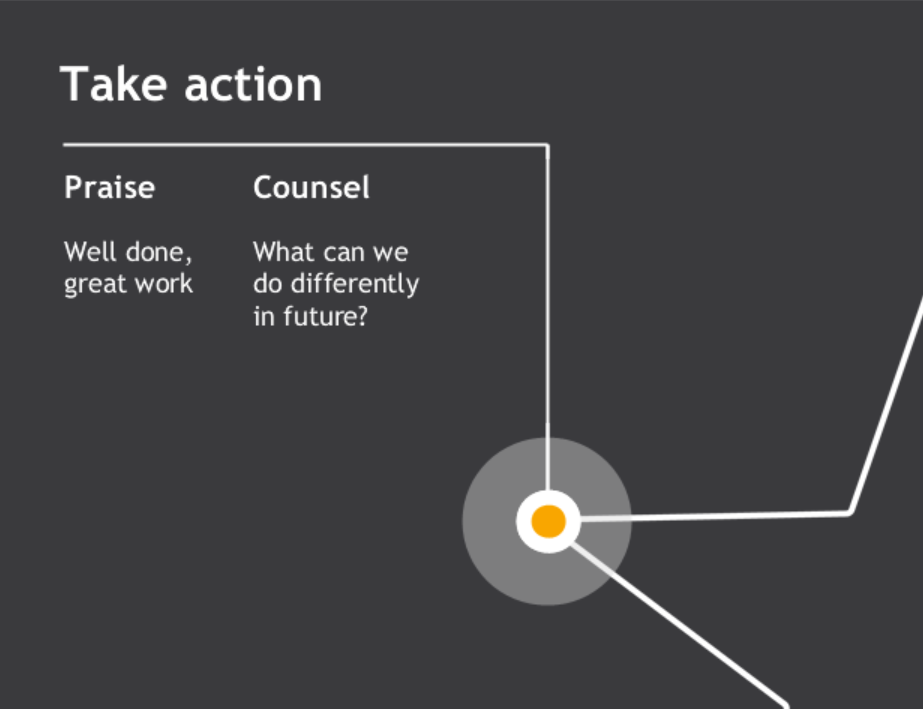 Take action
Praise
Well done,
great work
Counsel
What can we
do differently
in future?